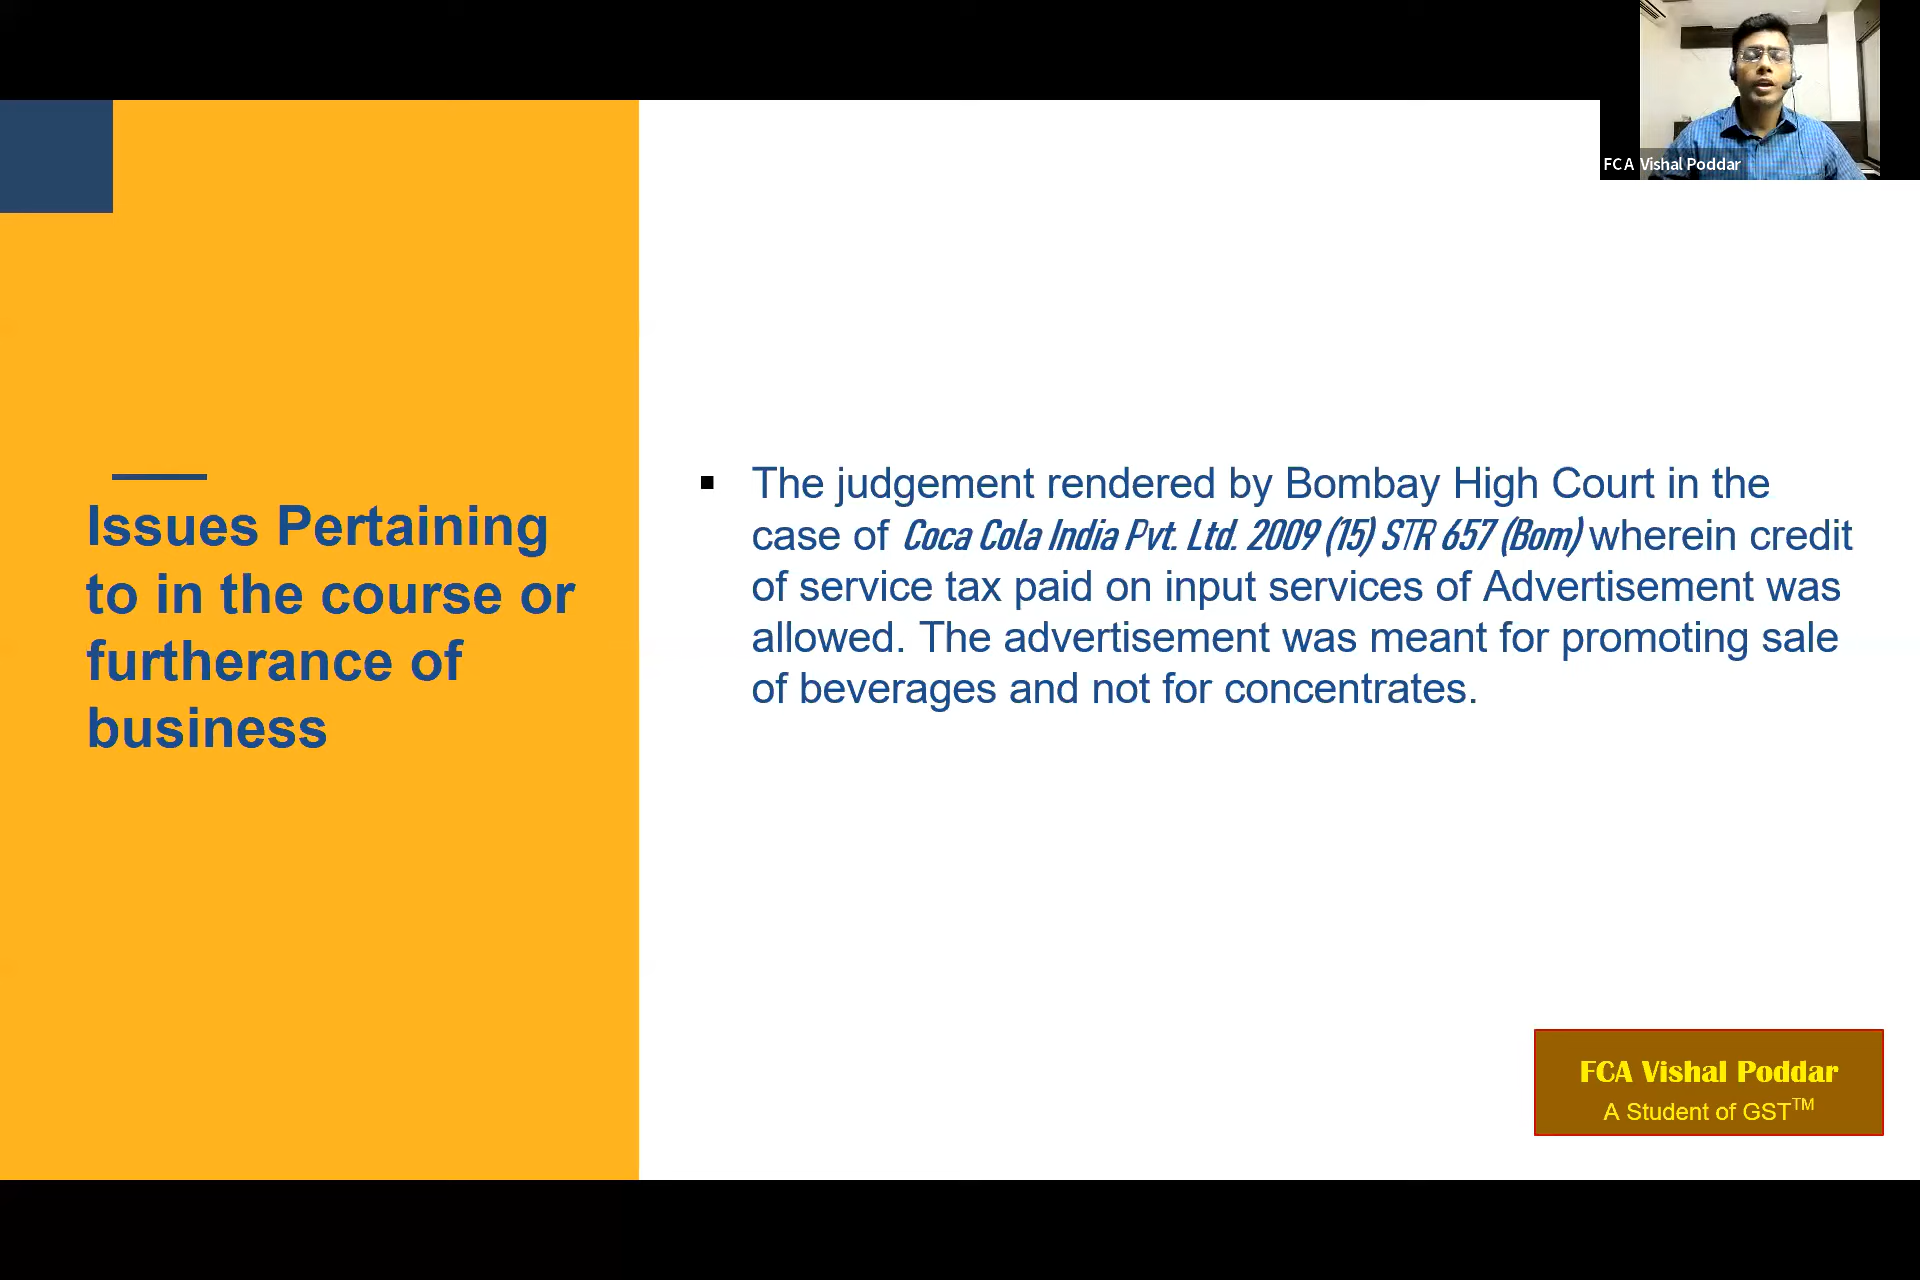 FCA Vishal Poddar
Issues Pertaining
to in the course or
furtherance of
business
▪ The judgement rendered by Bombay High Court in the
case of Coca Cola India Pvt. Ltd. 2009 (15) STR 657 (Bom) wherein credit
of service tax paid on input services of Advertisement was
allowed. The advertisement was meant for promoting sale
of beverages and not for concentrates.
FCA Vishal Poddar
A Student of GST™